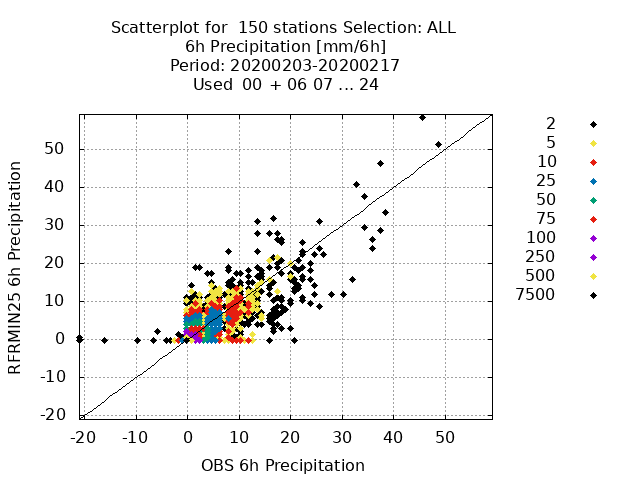 Scatterplot for  150 stations Selection: ALL
6h Precipitation [mm/6h]
Period: 20200203-20200217
Used  00  + 06 07 ... 24
2
5
10
25
50
75
100
250
500
7500
RFRMIN25 6h Precipitation
50
40
30
20
10
0
-10
-20
-20 -10 0 10 20 30 40 50
OBS 6h Precipitation